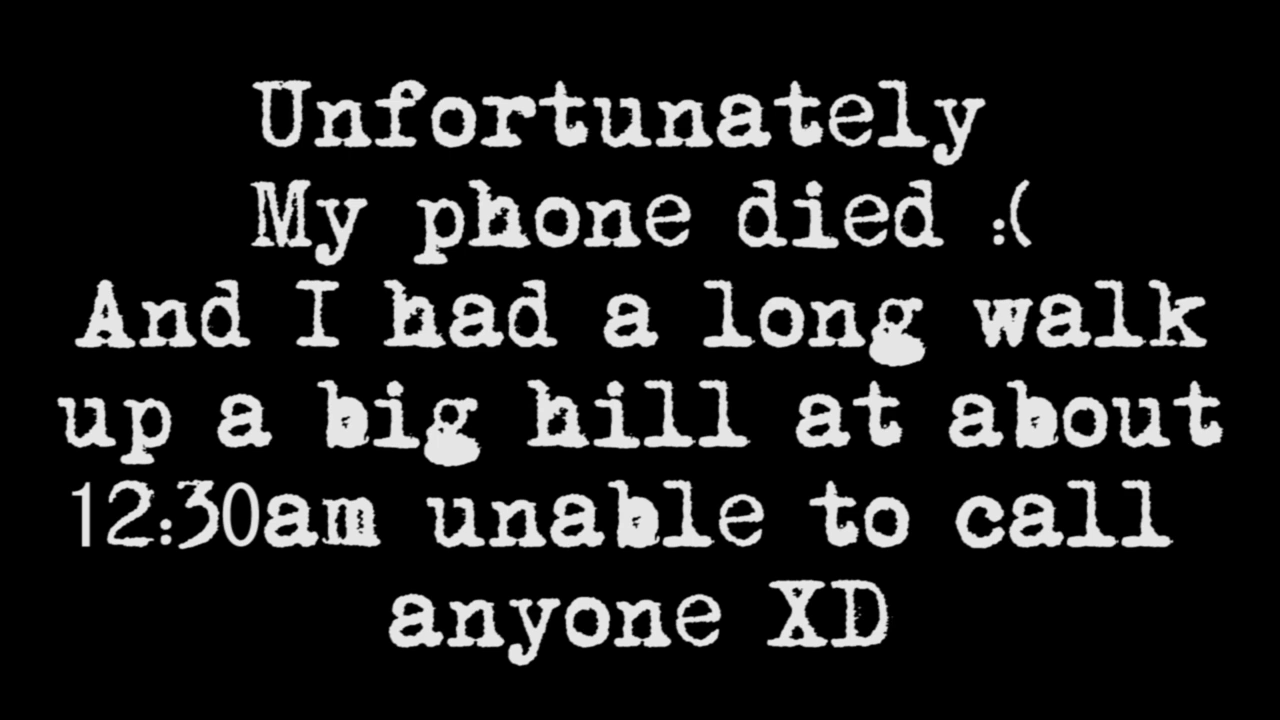 Unfortunately
My phone died :(
And I had a long walk
up a big hill at about
12:30am unable to call
anyone XD